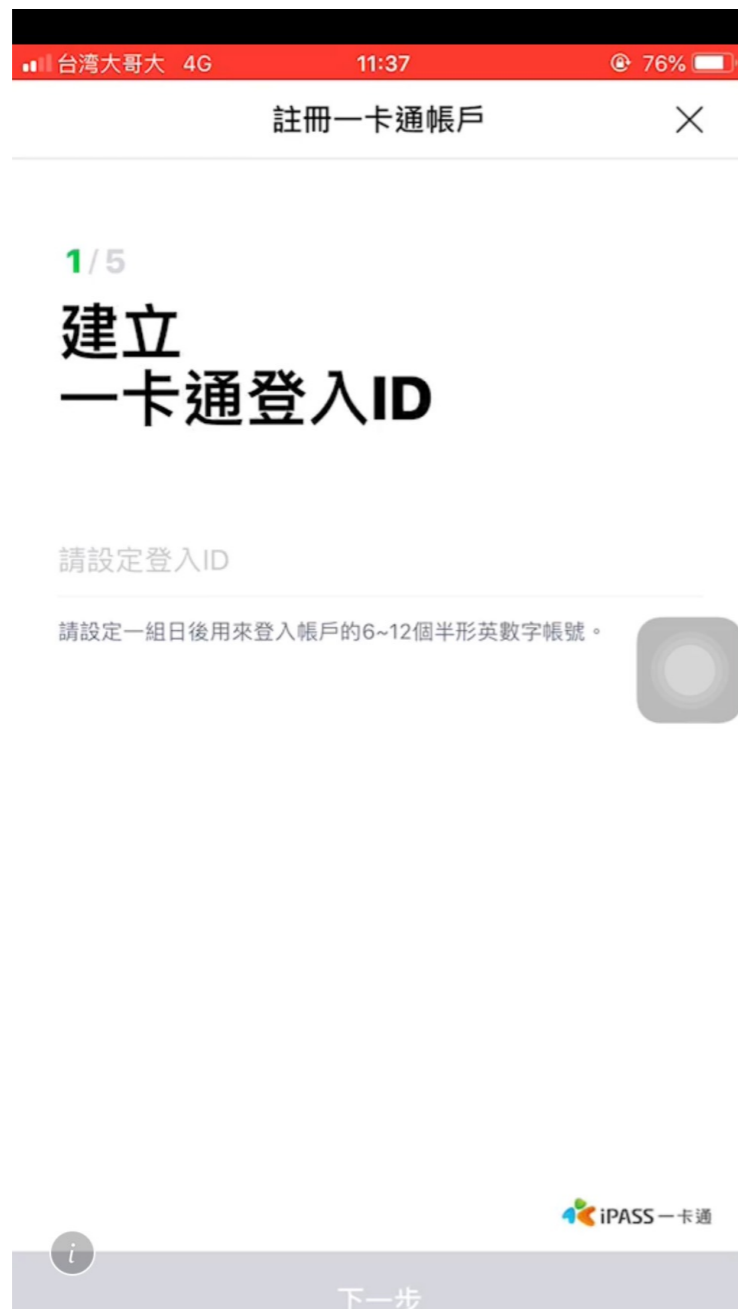 台湾大哥大 4G 11:37 76%
註冊一卡通帳戶
1/5
建立
一卡通登入ID
請設定登入ID
請設定一組日後用來登入帳戶的6~12個半形英數字帳號。
iPASS一卡通
i
下一步